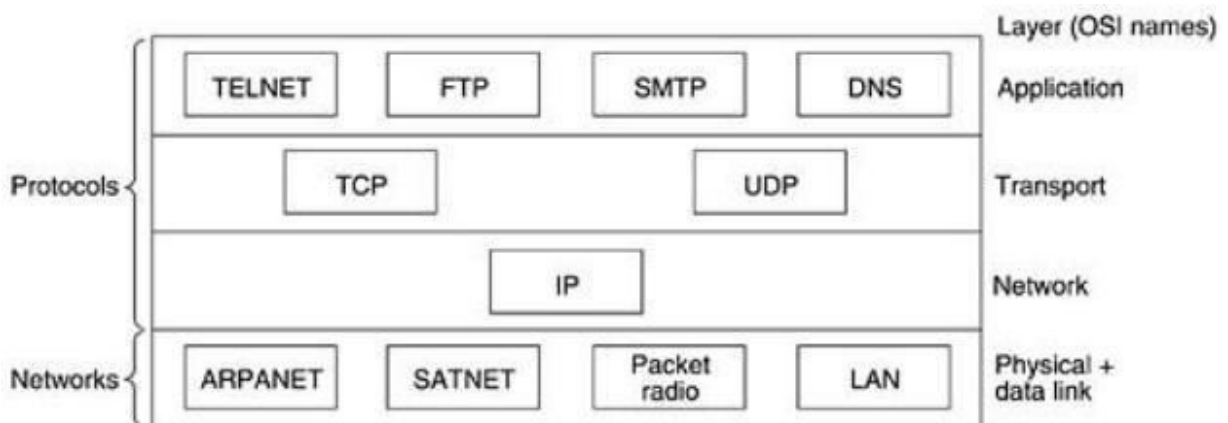 Layer (OSI names)
TELNET FTP SMTP DNS Application
Protocols TCP UDP Transport
IP Network
Networks ARPANET SATNET Packet radio LAN Physical + data link